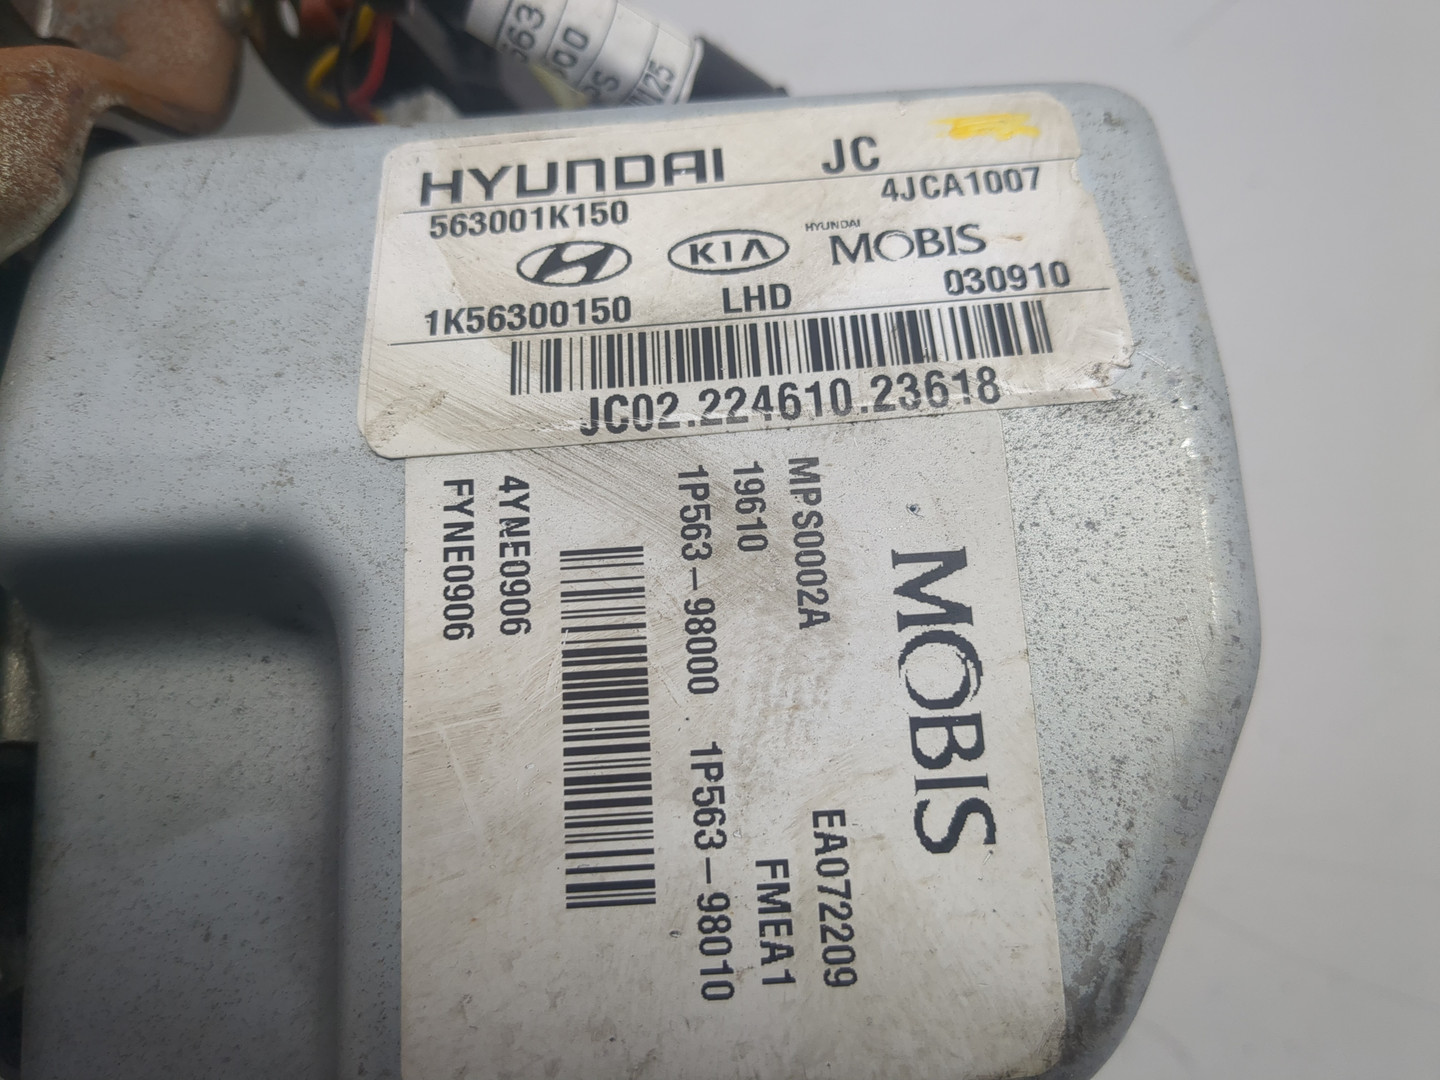 563
HYUNDAI JC
563001K150 4JCA1007
KIA HYUNDAI MOBIS
1K56300150 LHD 030910
JC02.224610.23618
MOBIS
MPS0002A EA072209
19610 FMEA1
1P563-98000 1P563-98010
4YNE0906
FYNE0906